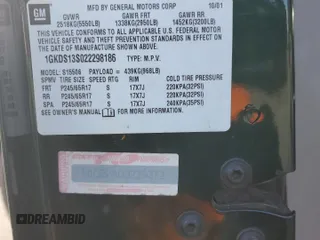 GM
MFD BY GENERAL MOTORS CORP 10/01
GVWR GAWR FRT GAWR RR
2518KG(5550LB) 1338KG(2950LB) 1452KG(3200LB)
THIS VEHICLE CONFORMS TO ALL APPLICABLE U.S. FEDERAL MOTOR
VEHICLE SAFETY, BUMPER, AND THEFT PREVENTION STANDARDS
IN EFFECT ON THE DATE OF MANUFACTURE SHOWN ABOVE.
1GKDS13S022298186 TYPE: M.P.V.
MODEL: S15506 PAYLOAD = 439KG(968LB)
SPMV TIRE SIZE SPEED RIM COLD TIRE PRESSURE
FRT P245/65R17 S 17X7J 220KPA(32PSI)
RR P245/65R17 S 17X7J 220KPA(32PSI)
SPA P245/65R17 S 17X7J 240KPA(35PSI)
SEE OWNER'S MANUAL FOR MORE INFORMATION.
DREAMBID